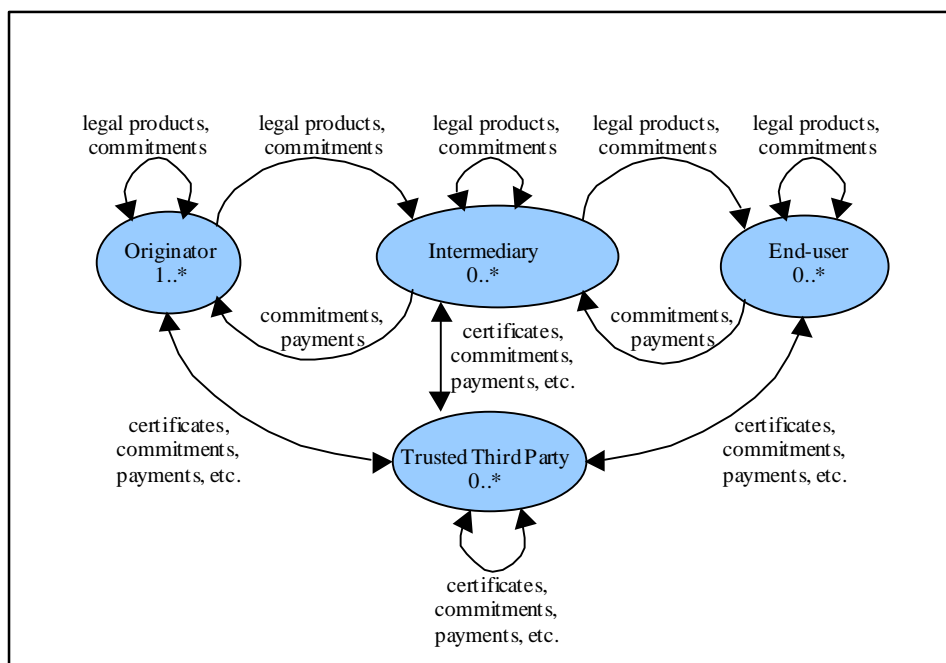 legal products,
commitments
legal products,
commitments
legal products,
commitments
legal products,
commitments
legal products,
commitments
Originator
1..*
Intermediary
0..*
End-user
0..*
commitments,
payments
certificates,
commitments,
payments, etc.
commitments,
payments
certificates,
commitments,
payments, etc.
Trusted Third Party
0..*
certificates,
commitments,
payments, etc.
certificates,
commitments,
payments, etc.